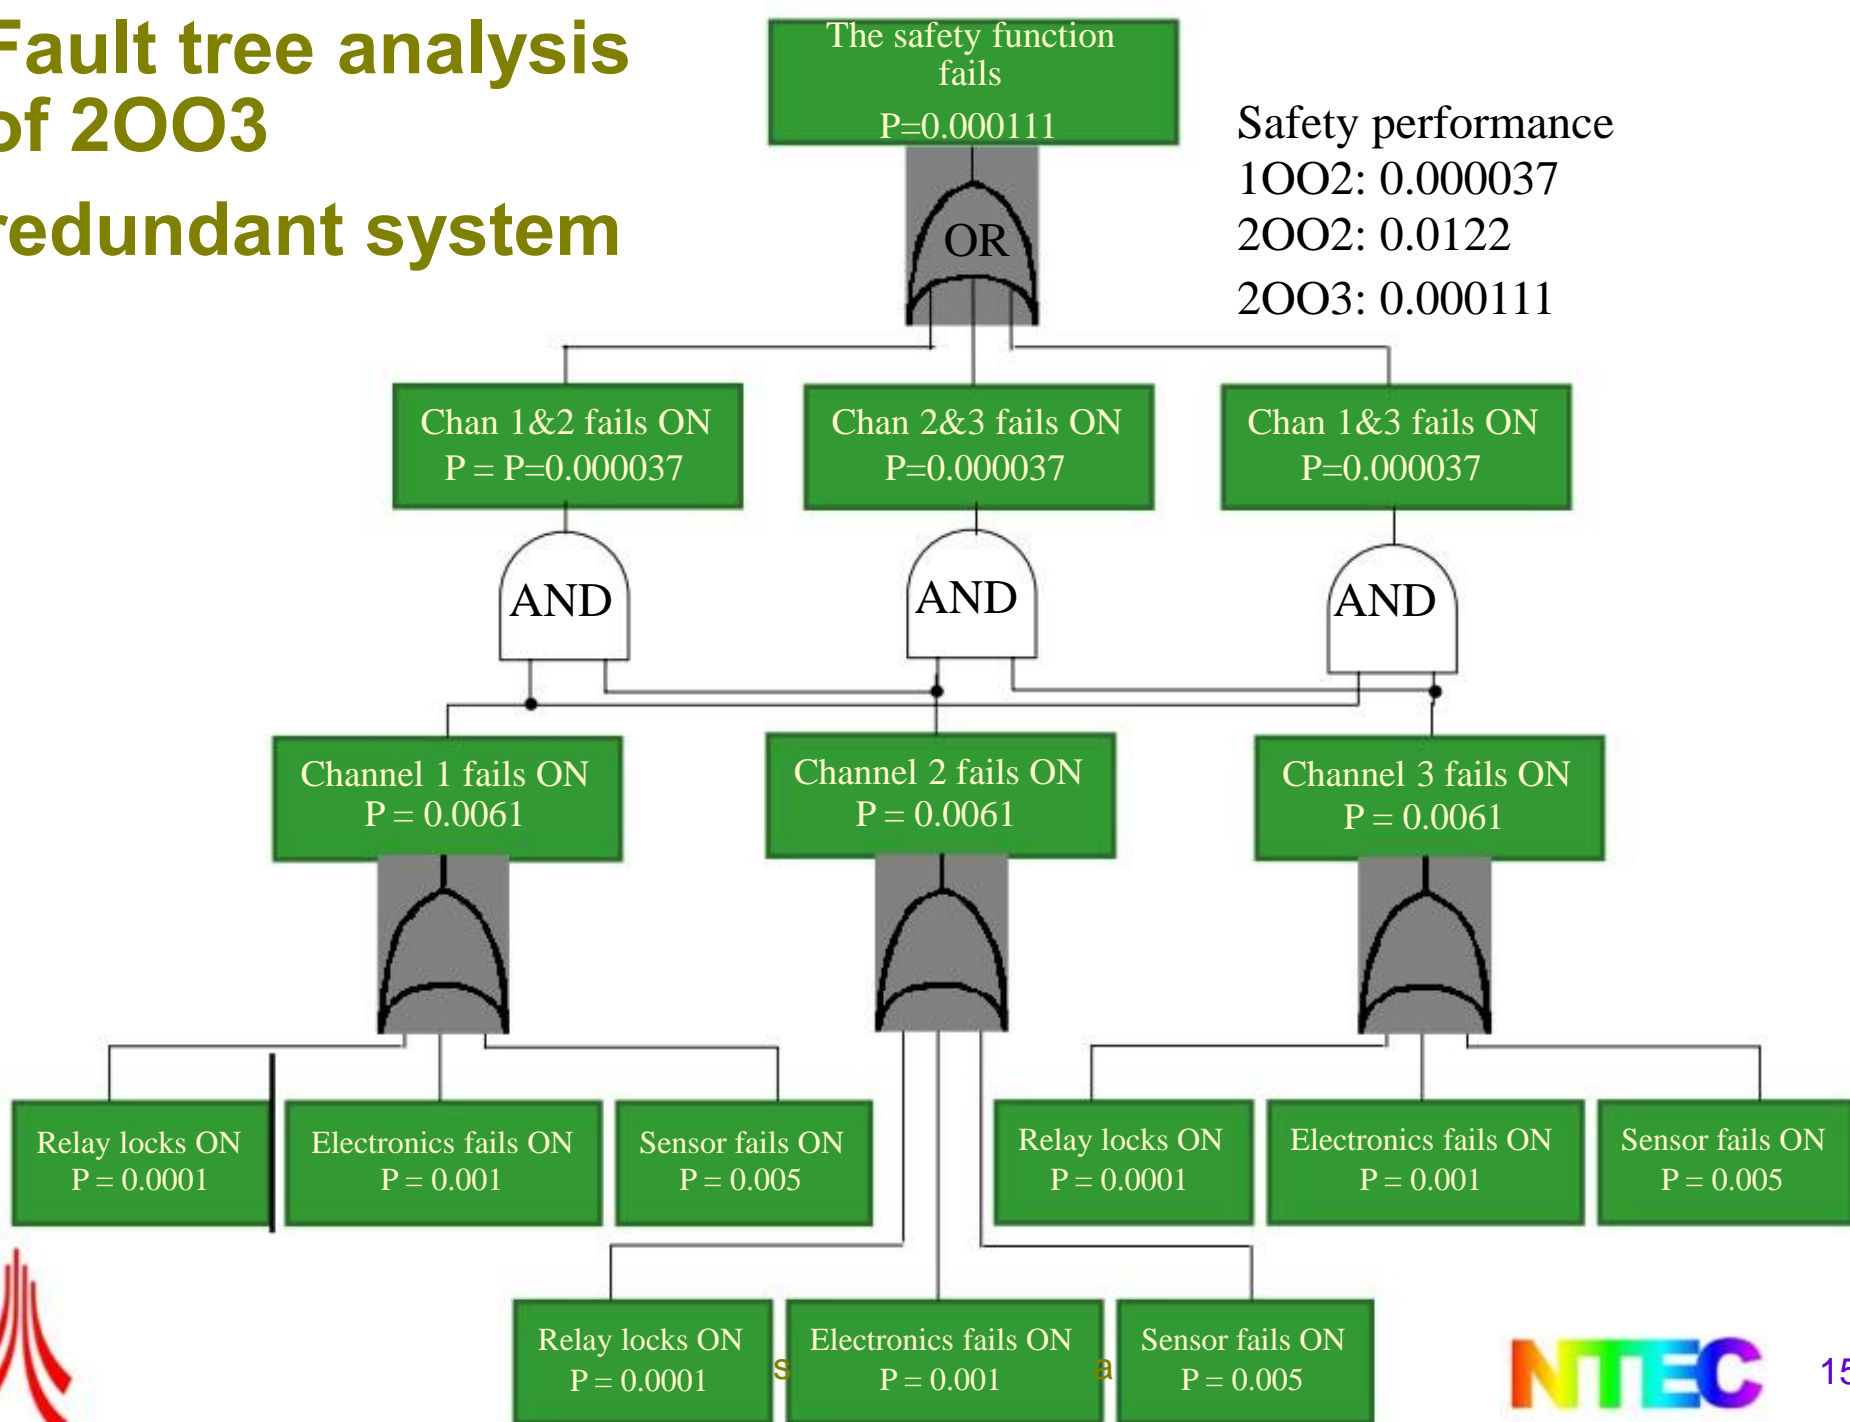 Fault tree analysis
of 2OO3
redundant system
The safety function
fails
P=0.000111
Safety performance
1OO2: 0.000037
2OO2: 0.0122
2OO3: 0.000111
OR
Chan 1&2 fails ON
P = P=0.000037
Chan 2&3 fails ON
P=0.000037
Chan 1&3 fails ON
P=0.000037
AND
AND
AND
Channel 1 fails ON
P = 0.0061
Channel 2 fails ON
P = 0.0061
Channel 3 fails ON
P = 0.0061
Relay locks ON
P = 0.0001
Electronics fails ON
P = 0.001
Sensor fails ON
P = 0.005
Relay locks ON
P = 0.0001
Electronics fails ON
P = 0.001
Sensor fails ON
P = 0.005
Relay locks ON
P = 0.0001
Electronics fails ON
P = 0.001
Sensor fails ON
P = 0.005
s
a
NTEC
15